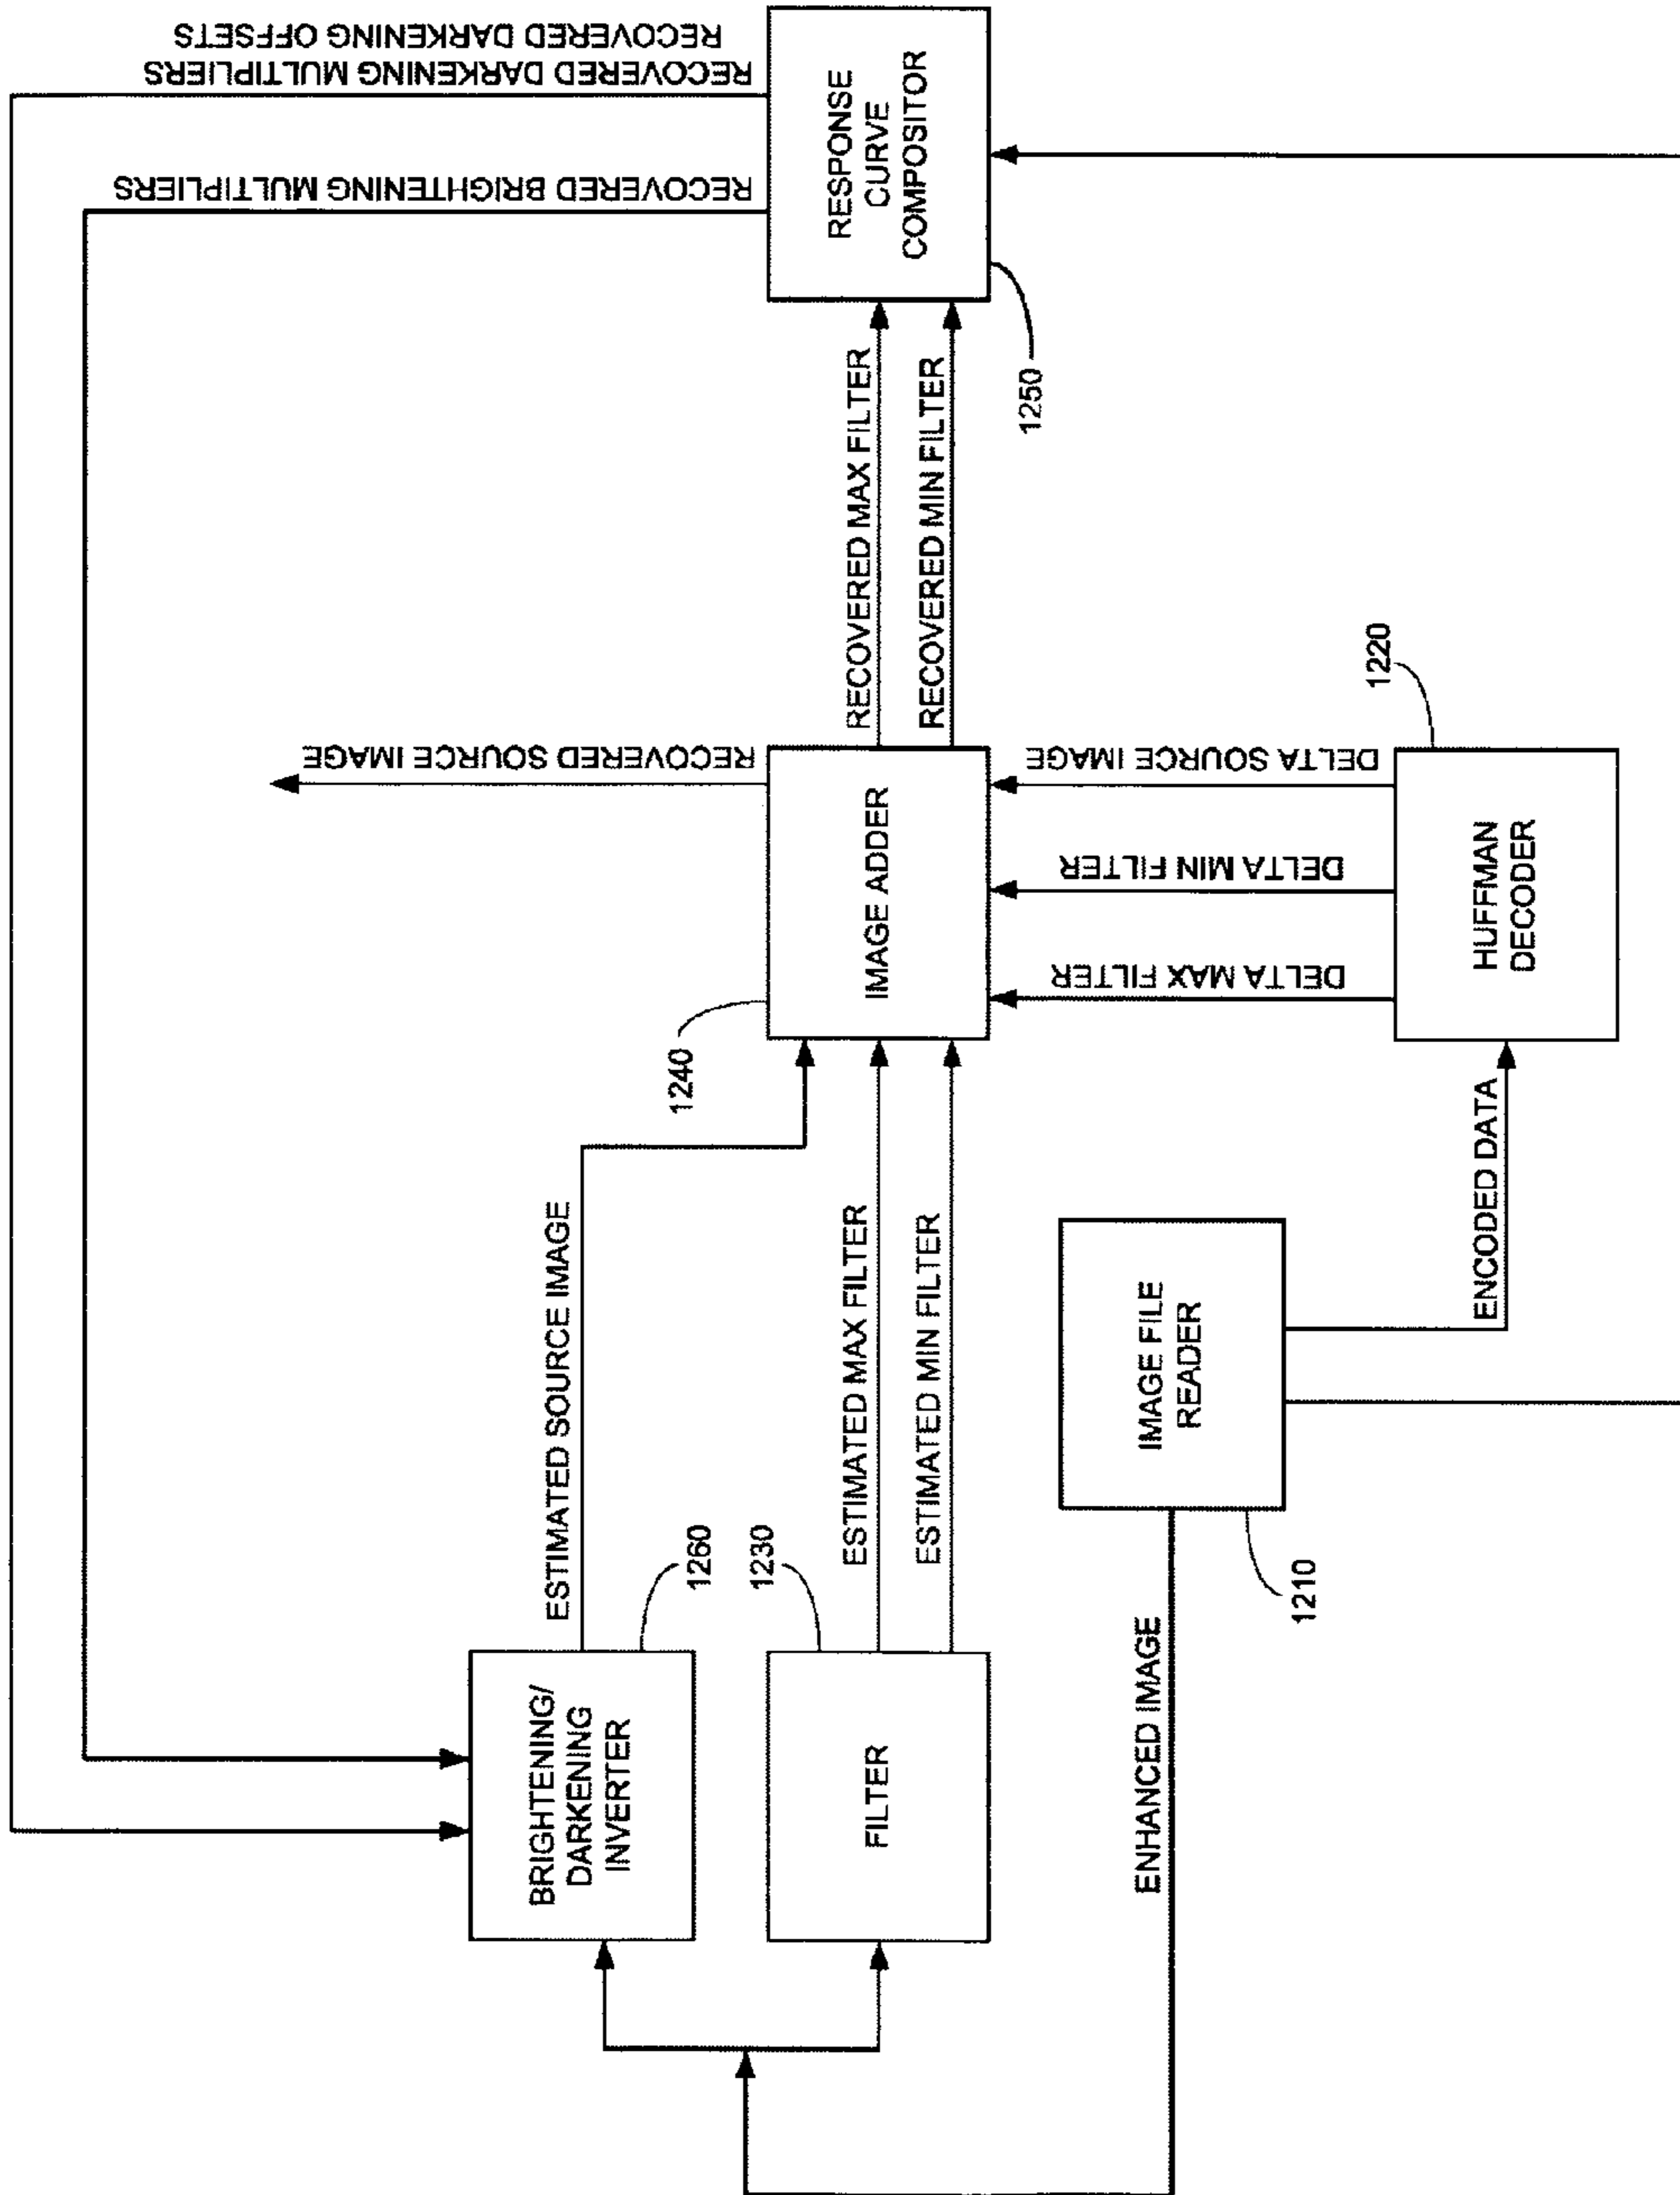 RECOVERED DARKENING OFFSETS
RECOVERED DARKENING MULTIPLIERS
RECOVERED BRIGHTENING MULTIPLIERS
BRIGHTENING/
DARKENING
INVERTER
1260
ESTIMATED SOURCE IMAGE
RECOVERED SOURCE IMAGE
FILTER
1230
ESTIMATED MAX FILTER
ESTIMATED MIN FILTER
1240
IMAGE ADDER
RECOVERED MAX FILTER
RECOVERED MIN FILTER
RESPONSE
CURVE
COMPOSITOR
1250
DELTA MAX FILTER
DELTA MIN FILTER
DELTA SOURCE IMAGE
ENHANCED IMAGE
IMAGE FILE
READER
1210
ENCODED DATA
HUFFMAN
DECODER
1220